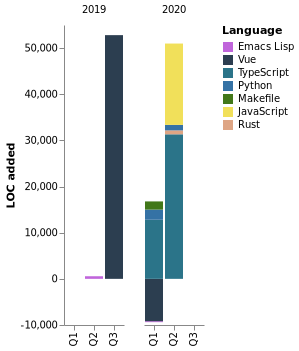 2019
2020
LOC added
50,000
40,000
30,000
20,000
10,000
0
-10,000
Q1
Q2
Q3
Q1
Q2
Q3
Language
Emacs Lisp
Vue
TypeScript
Python
Makefile
JavaScript
Rust